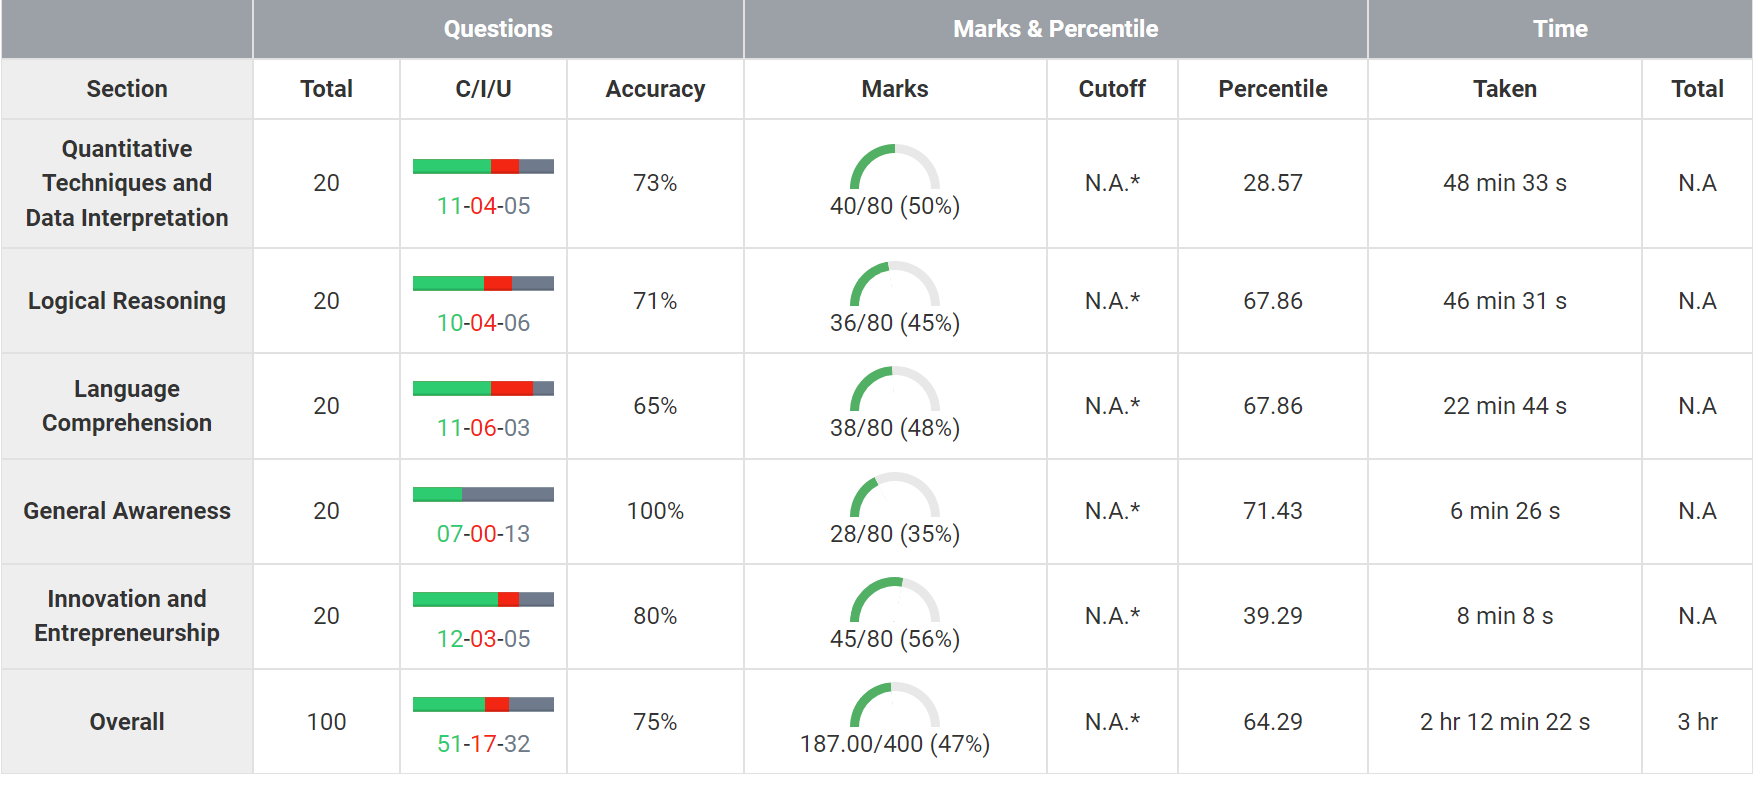 Questions Marks & Percentile Time
Section Total C/I/U Accuracy Marks Cutoff Percentile Taken Total
Quantitative
Techniques and
Data Interpretation
20 11-04-05 73% 40/80 (50%) N.A.* 28.57 48 min 33 s N.A
Logical Reasoning 20 10-04-06 71% 36/80 (45%) N.A.* 67.86 46 min 31 s N.A
Language
Comprehension
20 11-06-03 65% 38/80 (48%) N.A.* 67.86 22 min 44 s N.A
General Awareness 20 07-00-13 100% 28/80 (35%) N.A.* 71.43 6 min 26 s N.A
Innovation and
Entrepreneurship
20 12-03-05 80% 45/80 (56%) N.A.* 39.29 8 min 8 s N.A
Overall 100 51-17-32 75% 187.00/400 (47%) N.A.* 64.29 2 hr 12 min 22 s 3 hr